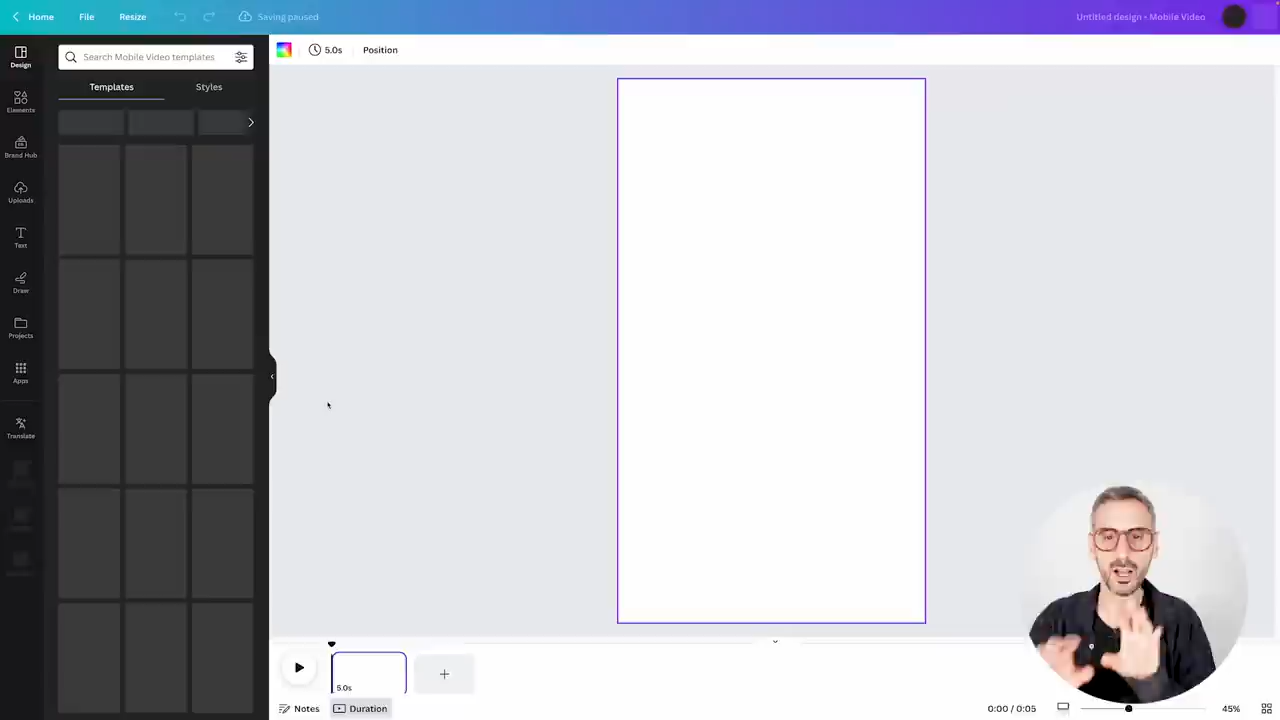 Home File Resize Saving paused Untitled design • Mobile Video
Design
Search Mobile Video templates
5.0s Position
Templates Styles
Elements
Brand Hub
Uploads
Text
Draw
Projects
Apps
Translate
5.0s
Notes Duration 0:00 / 0:05 45%